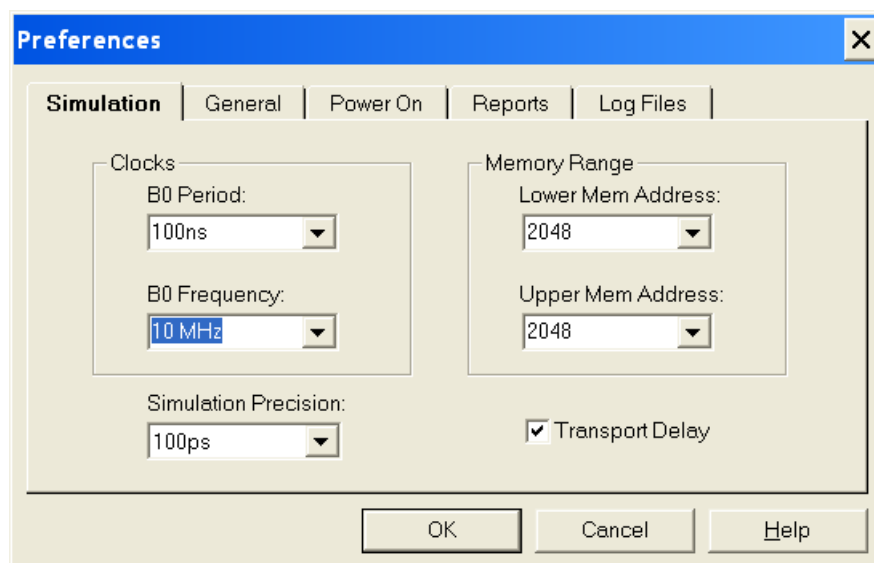 Preferences
Simulation General Power On Reports Log Files
Clocks
B0 Period:
100ns
B0 Frequency:
10 MHz
Simulation Precision:
100ps
Memory Range
Lower Mem Address:
2048
Upper Mem Address:
2048
Transport Delay
OK Cancel Help